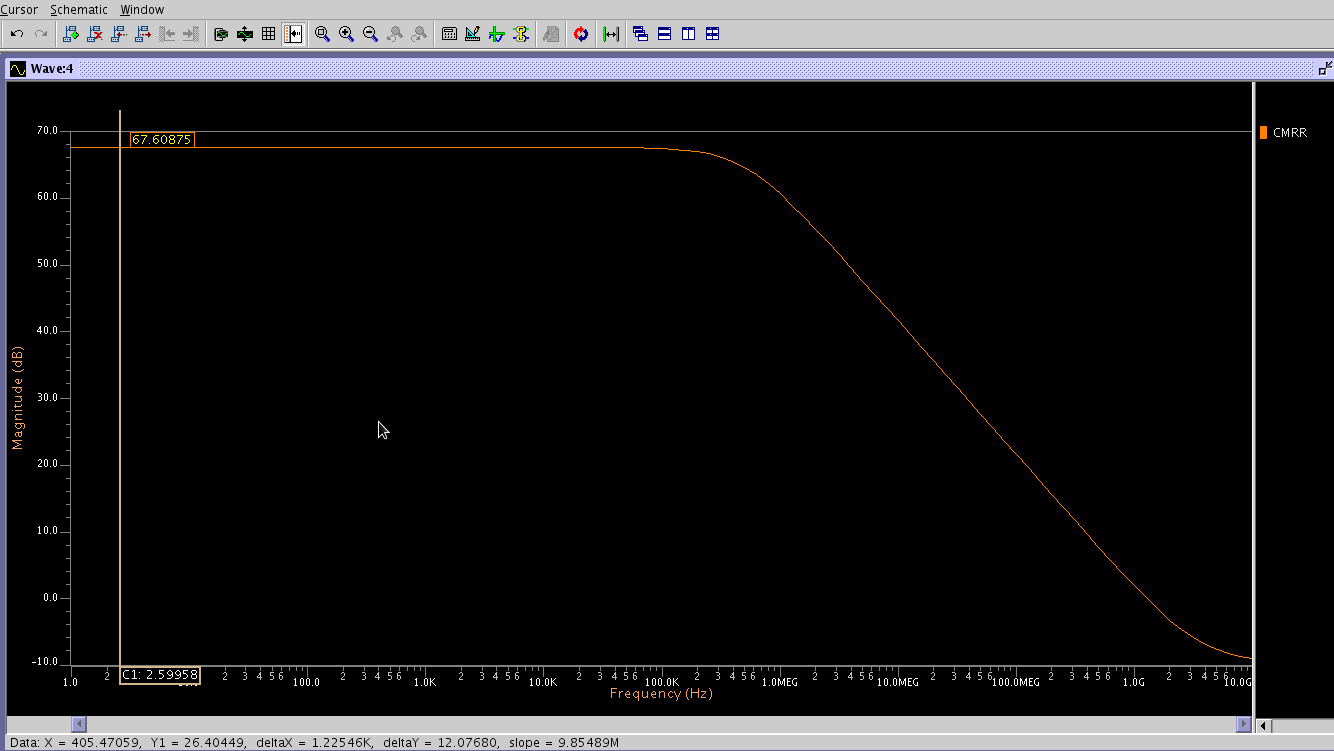 Cursor Schematic Window
Wave:4
70.0
67.60875
CMRR
60.0
50.0
40.0
30.0
20.0
10.0
0.0
-10.0
Magnitude (dB)
C1: 2.59958
2 3 4 5 6 2 3 4 5 6 2 3 4 5 6 2 3 4 5 6 2 3 4 5 6 2 3 4 5 6 2 3 4 5 6 2 3 4 5 6 2 3 4 5 6
1.0 100.0 1.0K 10.0K 100.0K 1.0MEG 10.0MEG 100.0MEG 1.0G 10.0G
Frequency (Hz)
Data: X = 405.47059, Y1 = 26.40449, deltaX = 1.22546K, deltaY = 12.07680, slope = 9.85489M